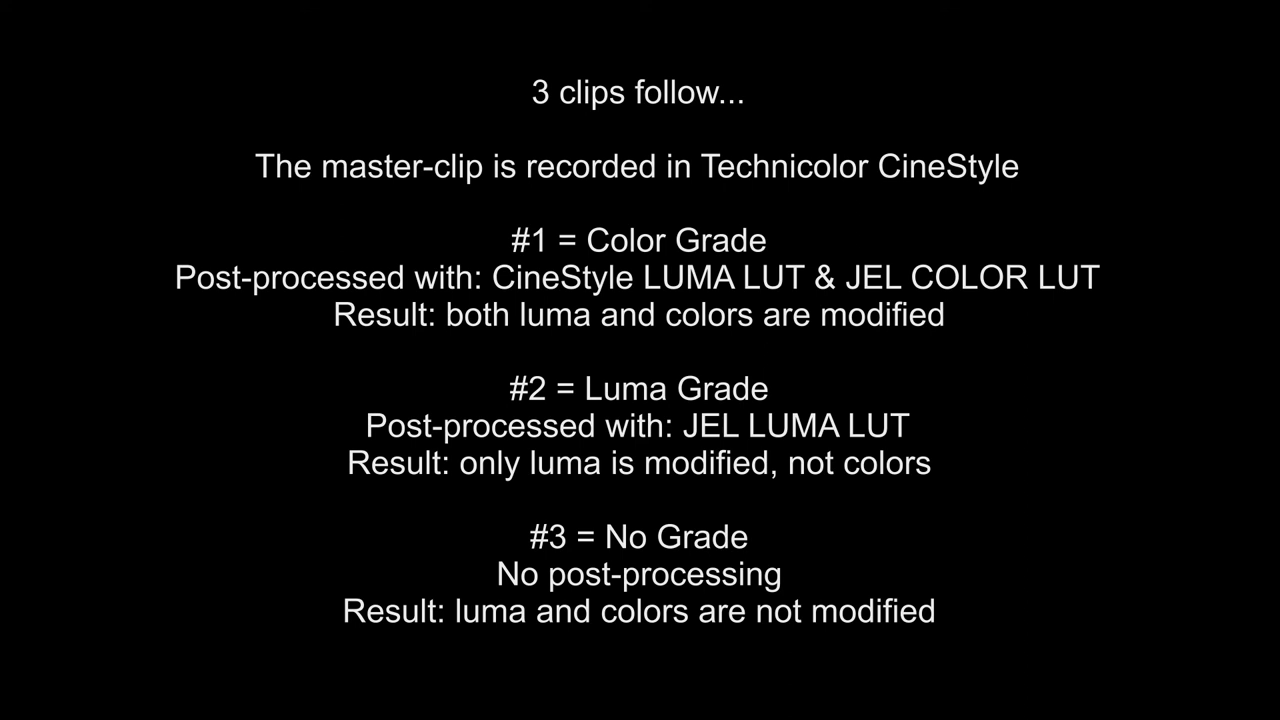 3 clips follow...
The master-clip is recorded in Technicolor CineStyle
#1 = Color Grade
Post-processed with: CineStyle LUMA LUT & JEL COLOR LUT
Result: both luma and colors are modified
#2 = Luma Grade
Post-processed with: JEL LUMA LUT
Result: only luma is modified, not colors
#3 = No Grade
No post-processing
Result: luma and colors are not modified